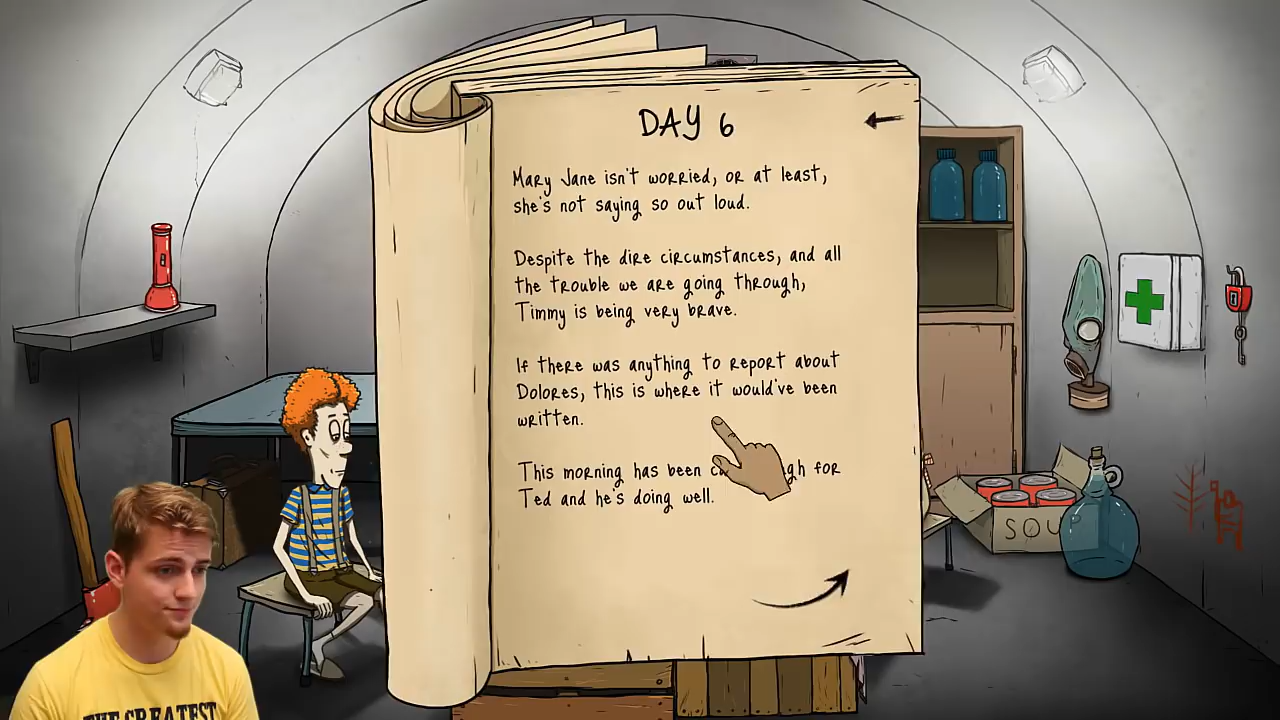 DAY 6
Mary Jane isn't worried, or at least,
she's not saying so out loud.
Despite the dire circumstances, and all
the trouble we are going through,
Timmy is being very brave.
If there was anything to report about
Dolores, this is where it would've been
written.
This morning has been for
Ted and he's doing well.
SOU
THE GREATEST